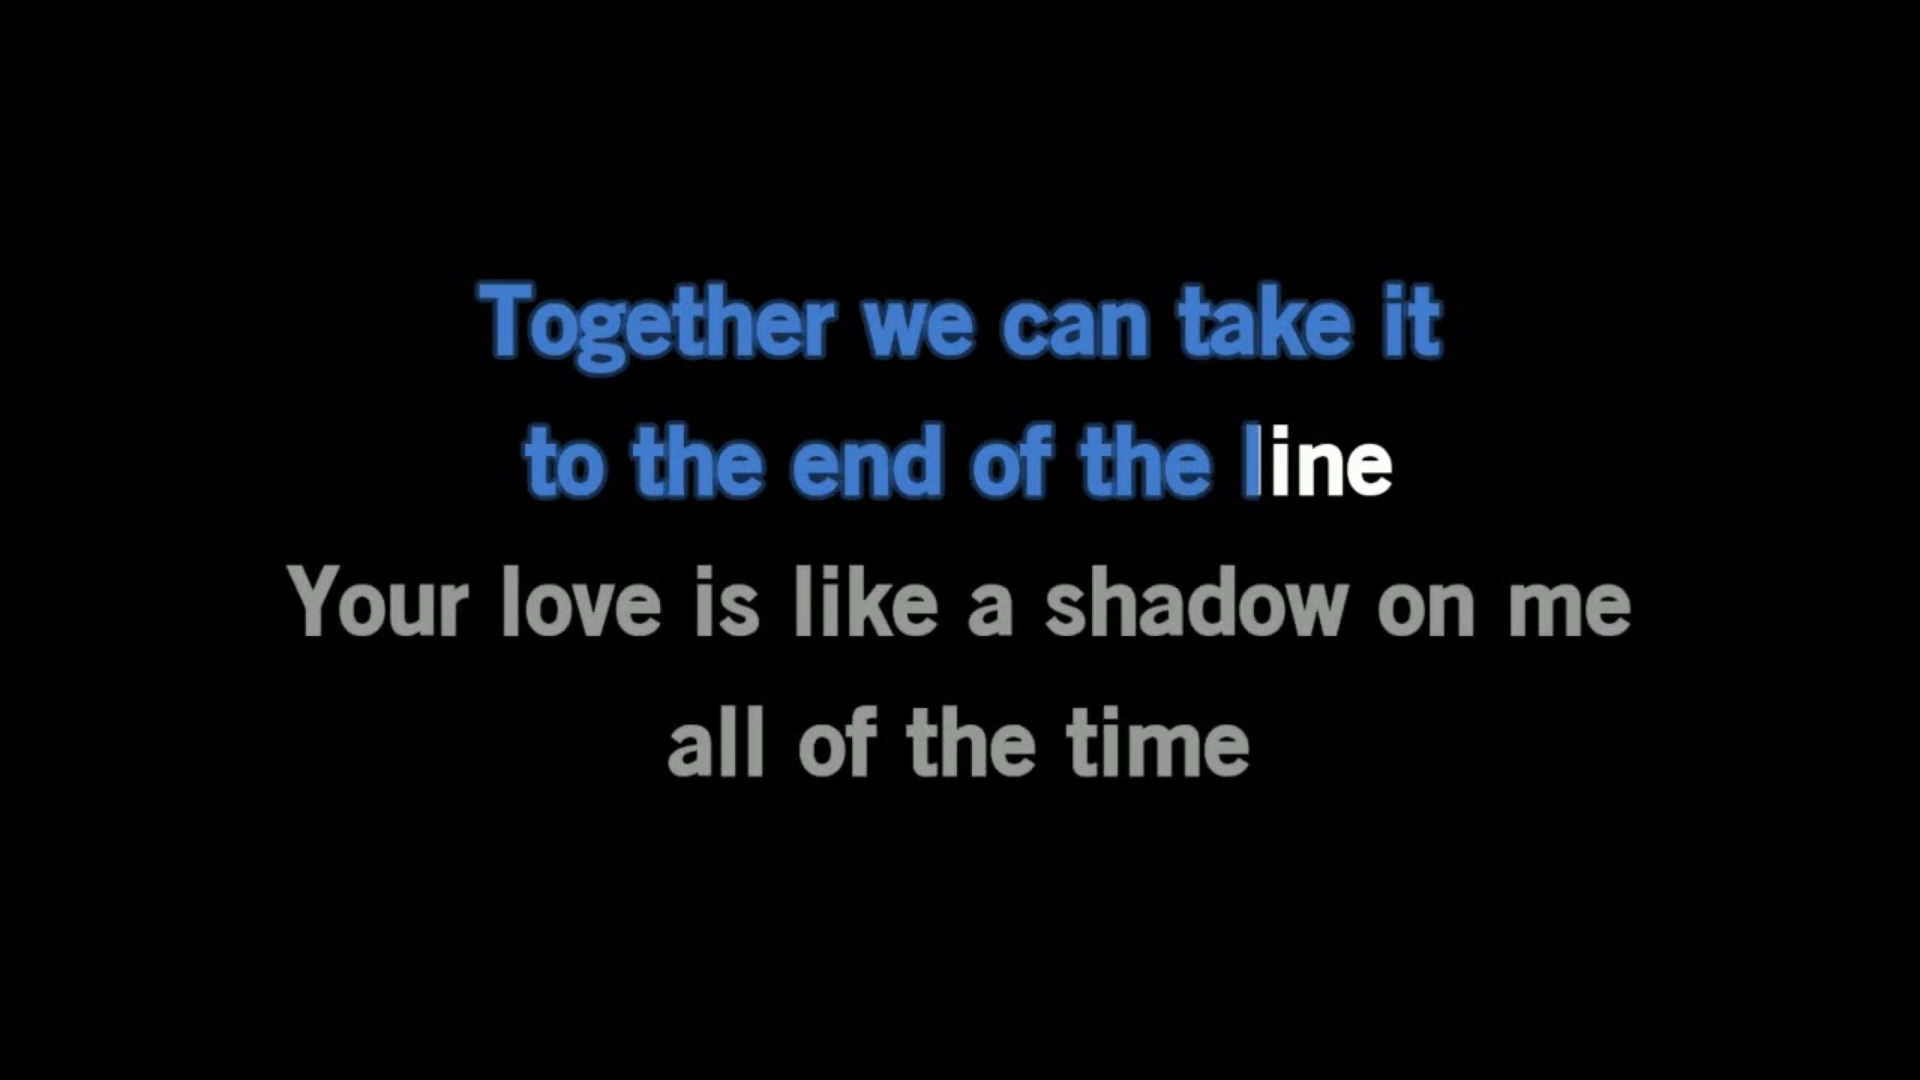 Together we can take it
to the end of the line
Your love is like a shadow on me
all of the time